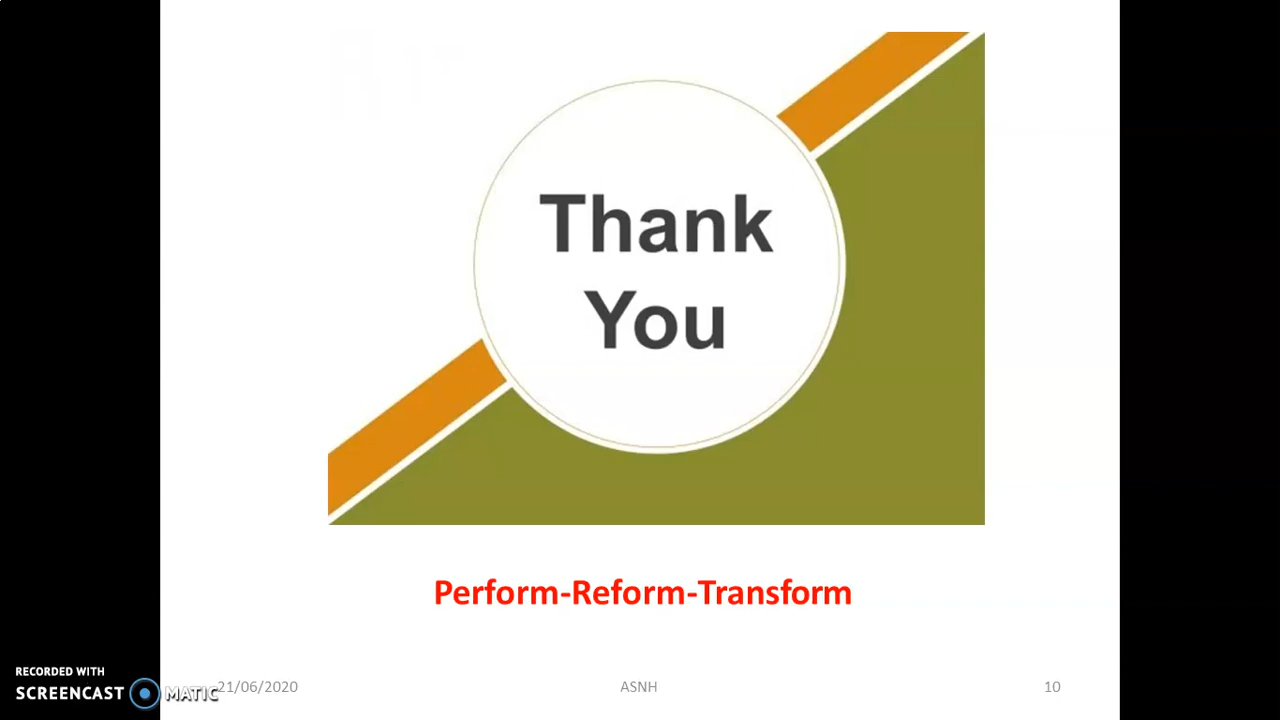 Thank
You
Perform-Reform-Transform
RECORDED WITH
SCREENCAST MATIC
21/06/2020 ASNH 10